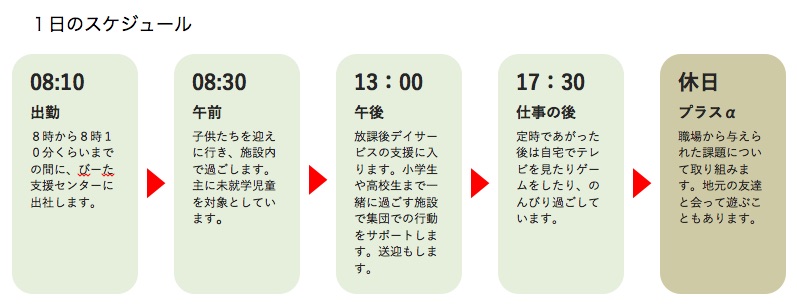 １日のスケジュール
08:10
出勤
８時から８時１
０分くらいまで
の間に、ぴーた
支援センターに
出社します。
08:30
午前
子供たちを迎え
に行き、施設内
で過ごします。
主に未就学児童
を対象としてい
ます。
13：00
午後
放課後デイサー
ビスの支援に入
ります。小学生
や高校生まで一
緒に過ごす施設
で集団での行動
をサポートしま
す。送迎もしま
す。
17：30
仕事の後
定時であがった
後は自宅でテレ
ビを見たりゲー
ムをしたり、の
んびり過ごして
います。
休日
プラスα
職場から与えら
れた課題につい
て取り組みま
す。地元の友達
と会って遊ぶこ
ともあります。